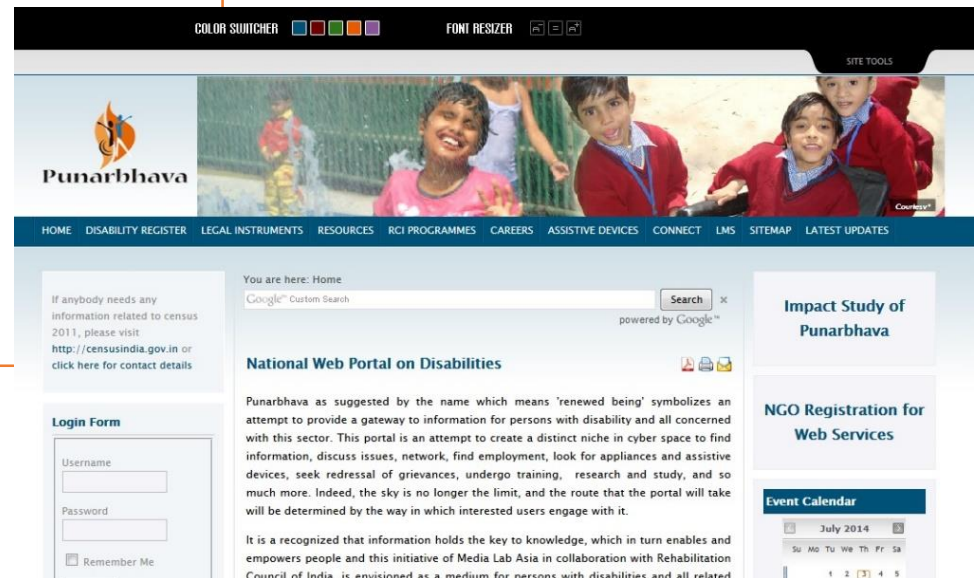 COLOR SWITCHER
FONT RESIZER A- = A+
SITE TOOLS
Punarbhava
Courtesy*
HOME DISABILITY REGISTER LEGAL INSTRUMENTS RESOURCES RCI PROGRAMMES CAREERS ASSISTIVE DEVICES CONNECT LMS SITEMAP LATEST UPDATES
If anybody needs any
information related to census
2011, please visit
http://censusindia.gov.in or
click here for contact details
Login Form
Username
Password
Remember Me
You are here: Home
Google™ Custom Search
Search ×
powered by Google™
National Web Portal on Disabilities
Punarbhava as suggested by the name which means 'renewed being' symbolizes an
attempt to provide a gateway to information for persons with disability and all concerned
with this sector. This portal is an attempt to create a distinct niche in cyber space to find
information, discuss issues, network, find employment, look for appliances and assistive
devices, seek redressal of grievances, undergo training, research and study, and so
much more. Indeed, the sky is no longer the limit, and the route that the portal will take
will be determined by the way in which interested users engage with it.
It is a recognized that information holds the key to knowledge, which in turn enables and
empowers people and this initiative of Media Lab Asia in collaboration with Rehabilitation
Council of India, is envisioned as a medium for persons with disabilities and all related
Impact Study of
Punarbhava
NGO Registration for
Web Services
Event Calendar
July 2014
Su Mo Tu We Th Fr Sa
1 2 3 4 5